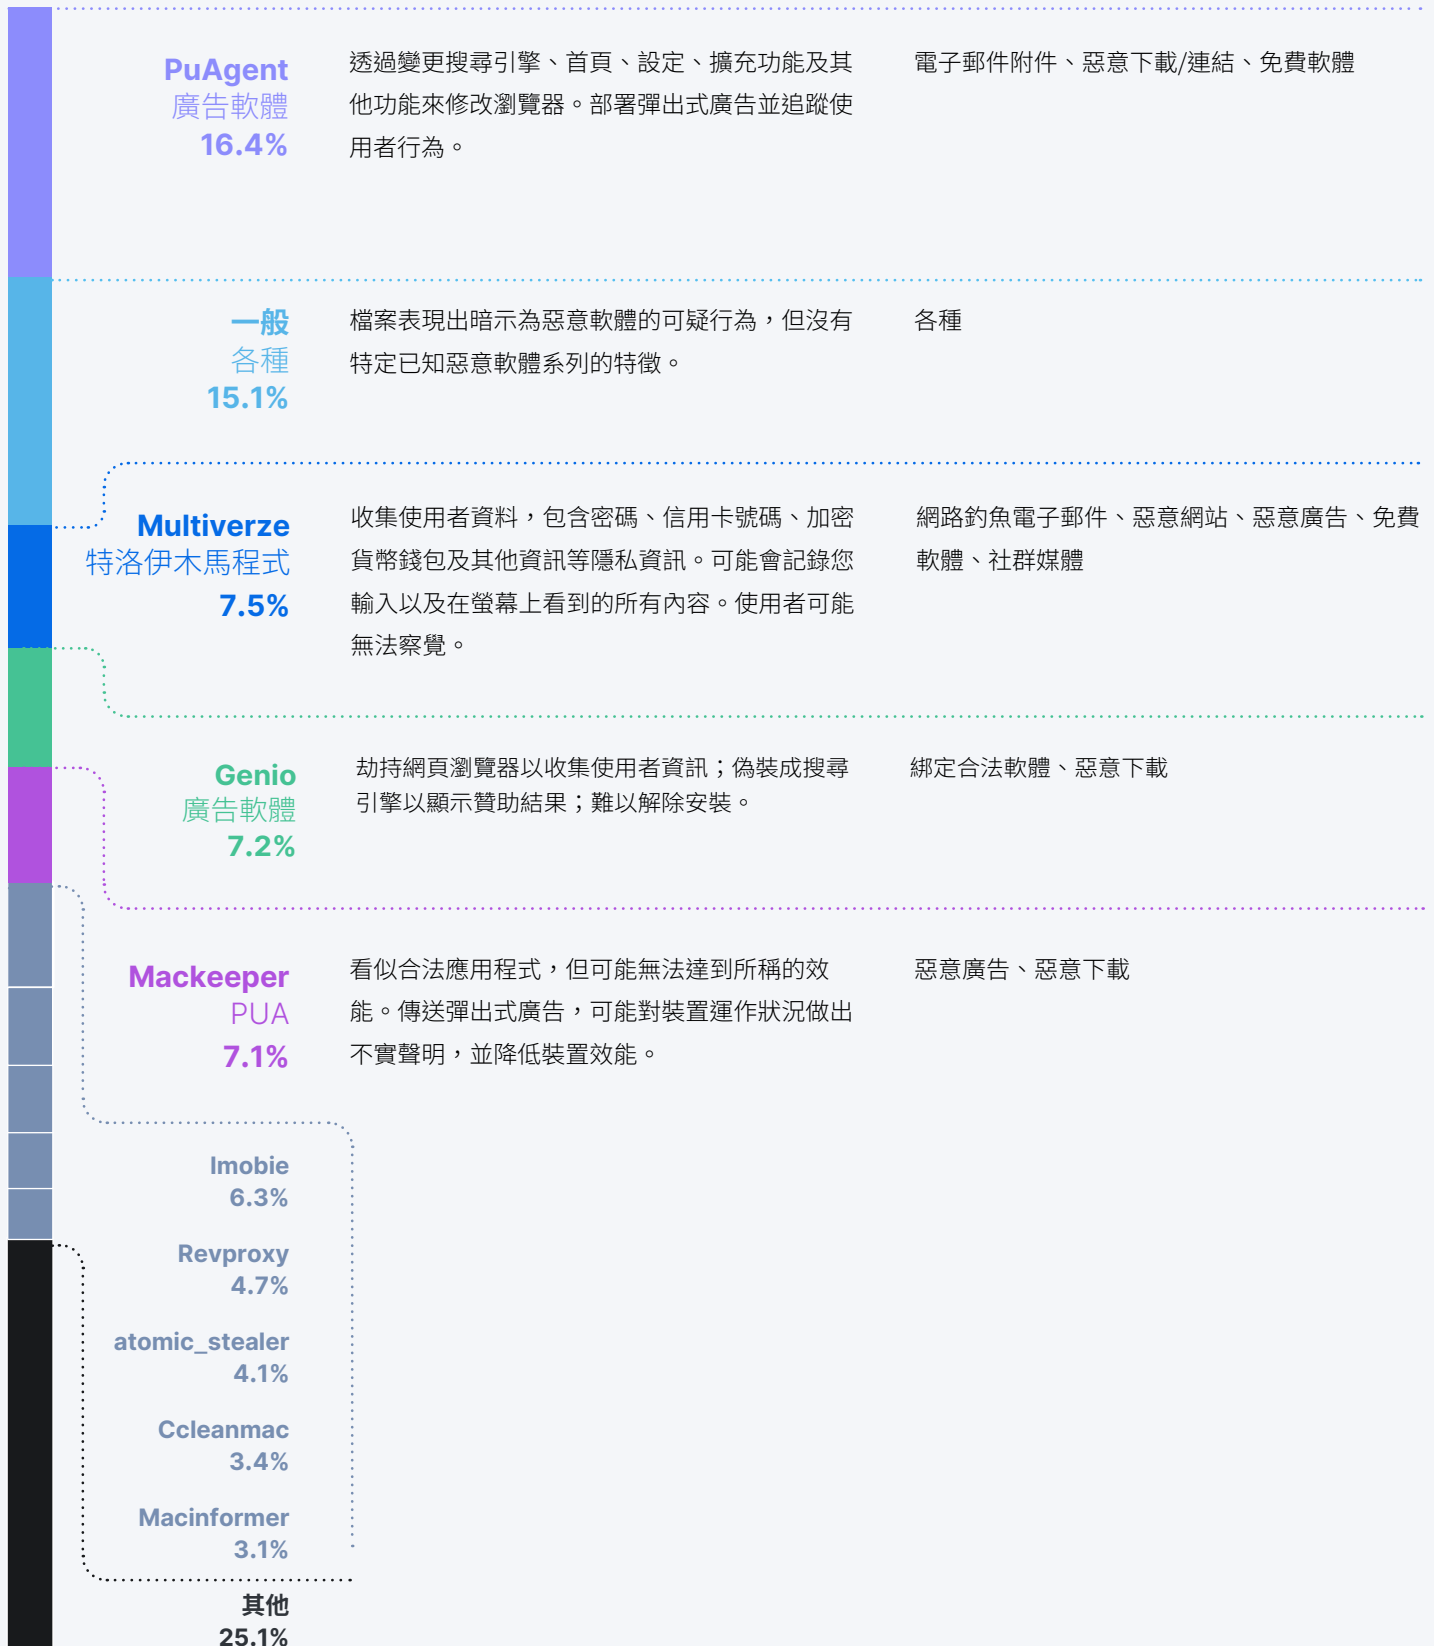 PuAgent
廣告軟體
16.4%
透過變更搜尋引擎、首頁、設定、擴充功能及其
他功能來修改瀏覽器。部署彈出式廣告並追蹤使
用者行為。
電子郵件附件、惡意下載/連結、免費軟體
一般
各種
15.1%
檔案表現出暗示為惡意軟體的可疑行為，但沒有
特定已知惡意軟體系列的特徵。
各種
Multiverze
特洛伊木馬程式
7.5%
收集使用者資料，包含密碼、信用卡號碼、加密
貨幣錢包及其他資訊等隱私資訊。可能會記錄您
輸入以及在螢幕上看到的所有內容。使用者可能
無法察覺。
網路釣魚電子郵件、惡意網站、惡意廣告、免費
軟體、社群媒體
Genio
廣告軟體
7.2%
劫持網頁瀏覽器以收集使用者資訊；偽裝成搜尋
引擎以顯示贊助結果；難以解除安裝。
綁定合法軟體、惡意下載
Mackeeper
PUA
7.1%
看似合法應用程式，但可能無法達到所稱的效
能。傳送彈出式廣告，可能對裝置運作狀況做出
不實聲明，並降低裝置效能。
惡意廣告、惡意下載
Imobie
6.3%
Revproxy
4.7%
atomic_stealer
4.1%
Ccleanmac
3.4%
Macinformer
3.1%
其他
25.1%